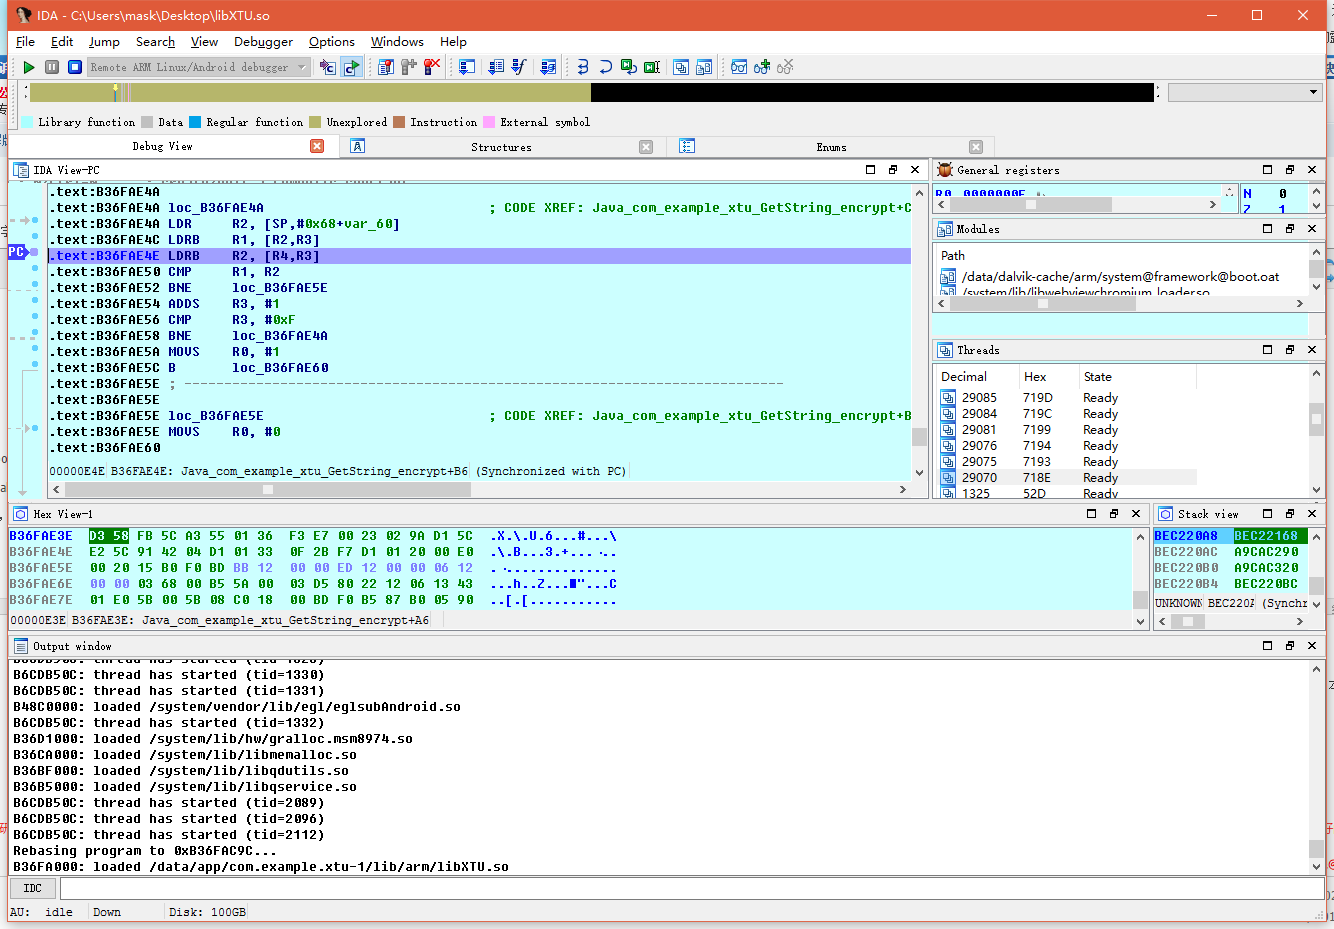 IDA - C:\Users\mask\Desktop\libXTU.so
File Edit Jump Search View Debugger Options Windows Help
Remote ARM Linux/Android debugger
Library function Data Regular function Unexplored Instruction External symbol
Debug View Structures Enums
IDA View-PC
.text:B36FAE4A
.text:B36FAE4A loc_B36FAE4A ; CODE XREF: Java_com_example_xtu_GetString_encrypt+C
.text:B36FAE4A LDR R2, [SP,#0x68+var_60]
.text:B36FAE4C LDRB R1, [R2,R3]
PC
.text:B36FAE4E LDRB R2, [R4,R3]
.text:B36FAE50 CMP R1, R2
.text:B36FAE52 BNE loc_B36FAE5E
.text:B36FAE54 ADDS R3, #1
.text:B36FAE56 CMP R3, #0xF
.text:B36FAE58 BNE loc_B36FAE4A
.text:B36FAE5A MOVS R0, #1
.text:B36FAE5C B loc_B36FAE60
.text:B36FAE5E ; ---------------------------------------------------------------------------
.text:B36FAE5E
.text:B36FAE5E loc_B36FAE5E ; CODE XREF: Java_com_example_xtu_GetString_encrypt+B
.text:B36FAE5E MOVS R0, #0
.text:B36FAE60
00000E4E B36FAE4E: Java_com_example_xtu_GetString_encrypt+B6 (Synchronized with PC)
General registers
R0 0000000F
N 0
Z 1
Modules
Path
/data/dalvik-cache/arm/system@framework@boot.oat
/system/lib/libwebviewchromium_loader.so
Threads
Decimal Hex State
29085 719D Ready
29084 719C Ready
29081 7199 Ready
29076 7194 Ready
29075 7193 Ready
29070 718E Ready
1325 52D Ready
Hex View-1
B36FAE3E D3 58 FB 5C A3 55 01 36 F3 E7 00 23 02 9A D1 5C .X.\.U.6...#...\
B36FAE4E E2 5C 91 42 04 D1 01 33 0F 2B F7 D1 01 20 00 E0 .\.B...3.+... ..
B36FAE5E 00 20 15 B0 F0 BD BB 12 00 00 ED 12 00 00 06 12 . ..............
B36FAE6E 00 00 03 68 00 B5 5A 00 03 D5 80 22 12 06 13 43 ...h..Z...."...C
B36FAE7E 01 E0 5B 00 5B 08 C0 18 00 BD F0 B5 87 B0 05 90 ..[.[...........
00000E3E B36FAE3E: Java_com_example_xtu_GetString_encrypt+A6
Stack view
BEC220A8 BEC22168
BEC220AC A9CAC290
BEC220B0 A9CAC320
BEC220B4 BEC220BC
UNKNOWN BEC220A (Synchr
Output window
B6CDB50C: thread has started (tid=1330)
B6CDB50C: thread has started (tid=1331)
B48C0000: loaded /system/vendor/lib/egl/eglsubAndroid.so
B6CDB50C: thread has started (tid=1332)
B36D1000: loaded /system/lib/hw/gralloc.msm8974.so
B36CA000: loaded /system/lib/libmemalloc.so
B36BF000: loaded /system/lib/libqdutils.so
B36B5000: loaded /system/lib/libqservice.so
B6CDB50C: thread has started (tid=2089)
B6CDB50C: thread has started (tid=2096)
B6CDB50C: thread has started (tid=2112)
Rebasing program to 0xB36FAC9C...
B36FA000: loaded /data/app/com.example.xtu-1/lib/arm/libXTU.so
IDC
AU: idle Down Disk: 100GB